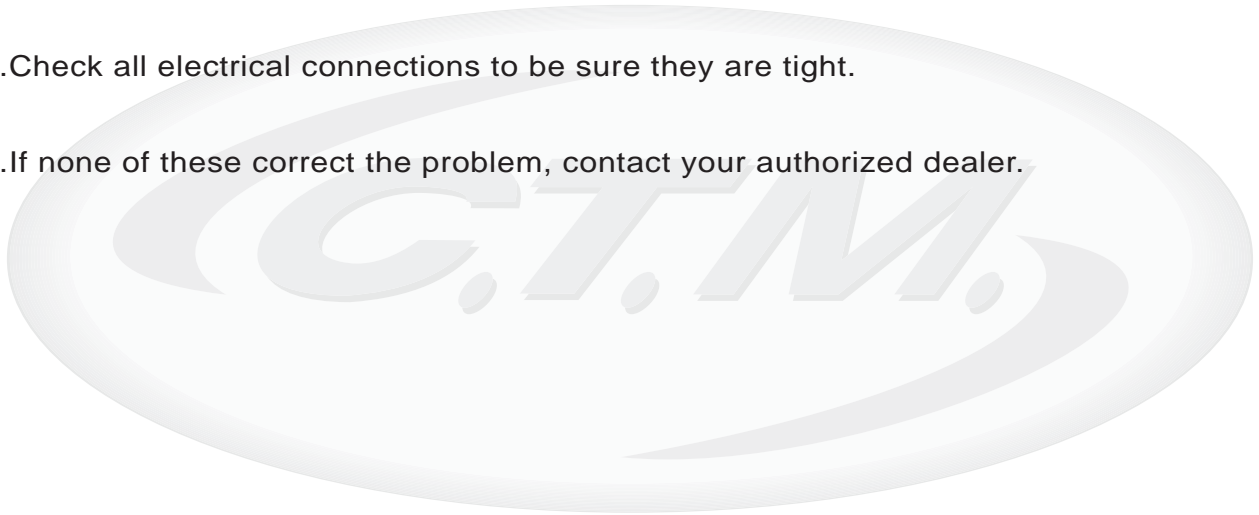 .Check all electrical connections to be sure they are tight.
.If none of these correct the problem, contact your authorized dealer.
C.T.M.